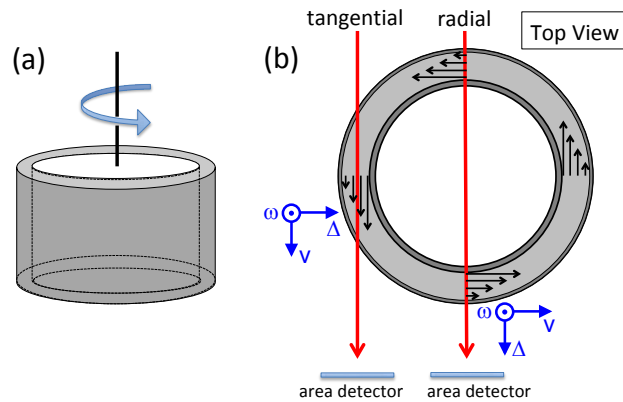 tangential radial
Top View
(a)
(b)
ω
Δ
v
ω
v
Δ
area detector
area detector